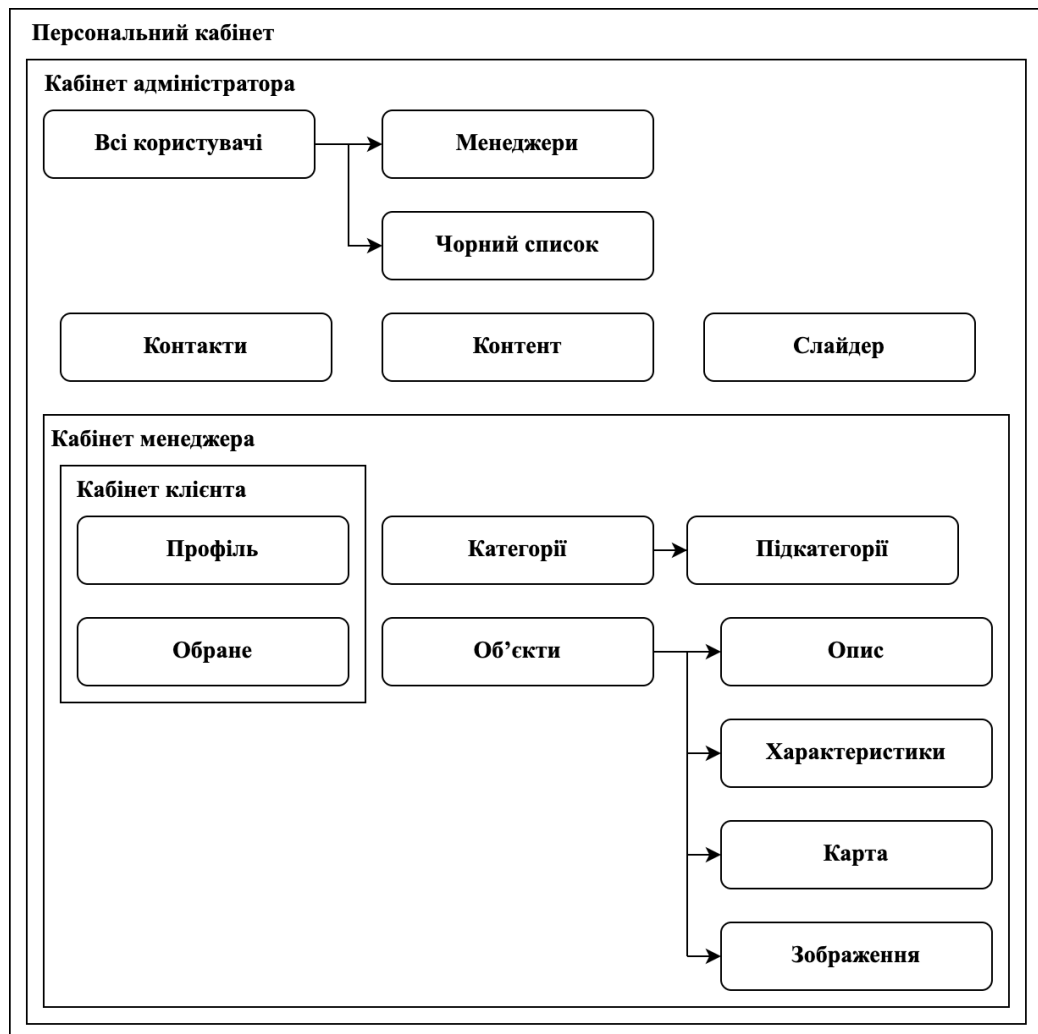 Персональний кабінет
Кабінет адміністратора
Всі користувачі
Менеджери
Чорний список
Контакти
Контент
Слайдер
Кабінет менеджера
Кабінет клієнта
Профіль
Категорії
Підкатегорії
Обране
Об’єкти
Опис
Характеристики
Карта
Зображення